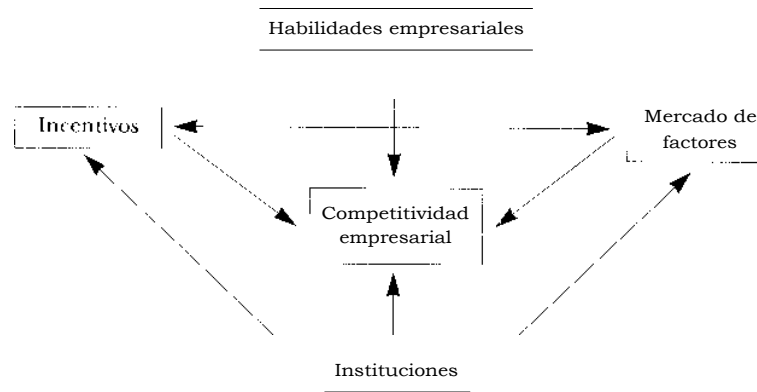 Habilidades empresariales
Incentivos
Mercado de
factores
Competitividad
empresarial
Instituciones